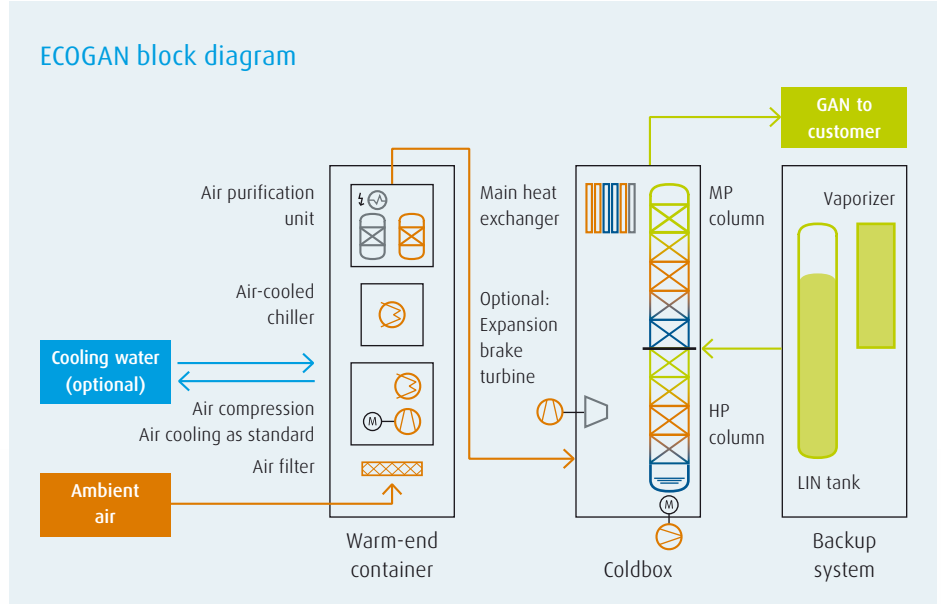 ECOGAN block diagram
GAN to
customer
Air purification
unit
Main heat
exchanger
MP
column
Vaporizer
Air-cooled
chiller
Optional:
Expansion
brake
turbine
Cooling water
(optional)
Air compression
Air cooling as standard
M
HP
column
Air filter
LIN tank
Ambient
air
M
Warm-end
container
Coldbox
Backup
system